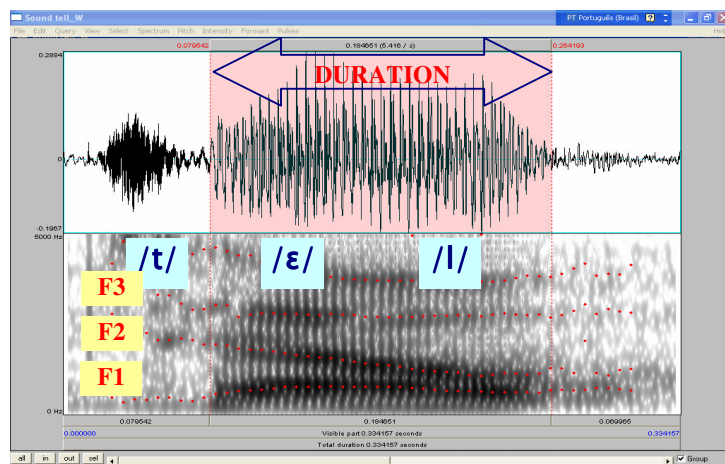 Sound tell_W
PT Português (Brasil)
File Edit Query View Select Spectrum Pitch Intensity Formant Pulses
Help
0.079542 0.184651 (5.416 / s) 0.264193
0.2884
DURATION
0
-0.1967
5000 Hz
/t/ /ε/ /l/
F3
F2
F1
0 Hz
0.079542 0.184651 0.069965
0.000000 Visible part 0.334157 seconds 0.334157
Total duration 0.334157 seconds
all in out sel Group